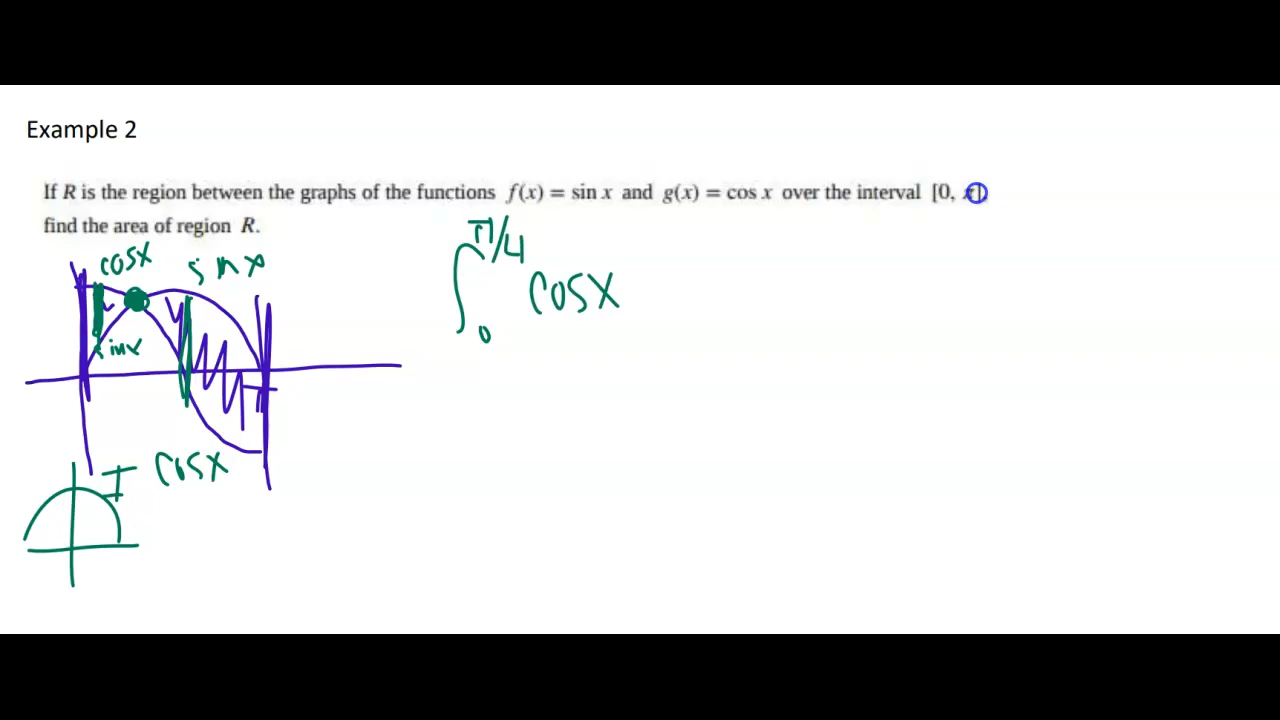 Example 2
If R is the region between the graphs of the functions f(x) = sin x and g(x) = cos x over the interval [0,
find the area of region R.
cosx
sinx
π/4
∫ cosx
0
sinx
π
cosx
I